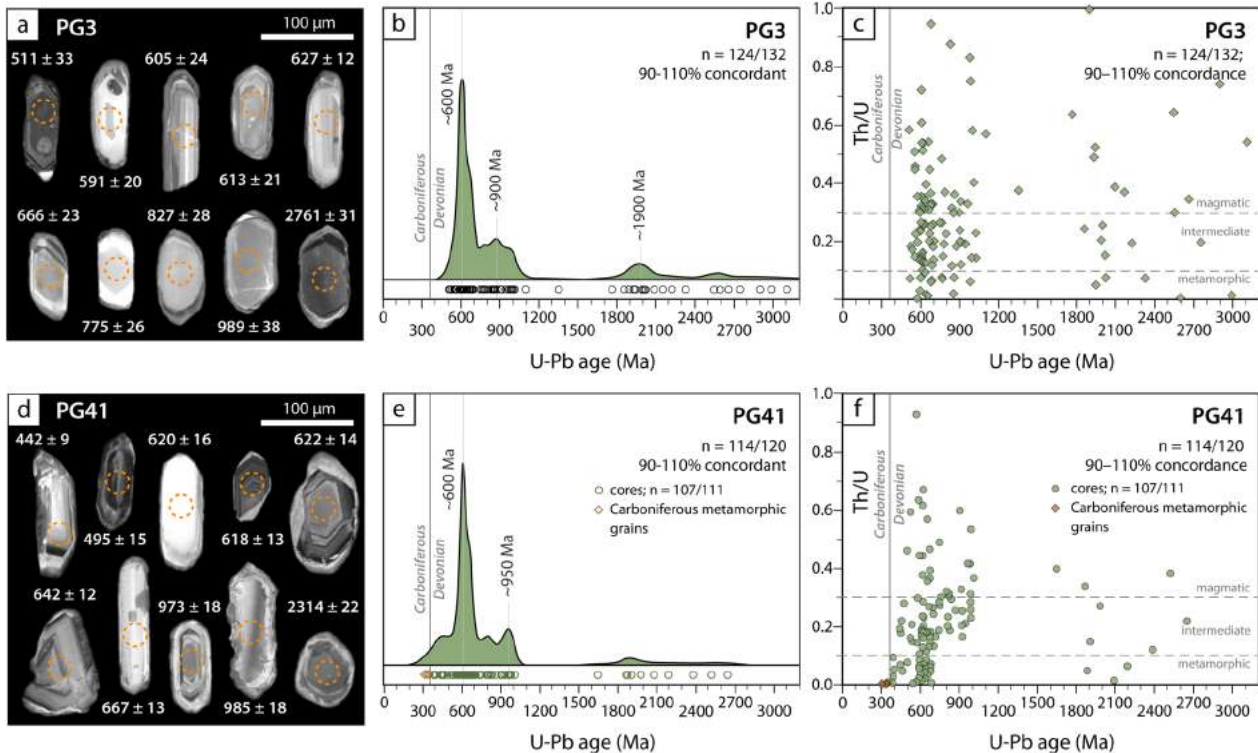 a PG3
100 μm
511 ± 33
605 ± 24
627 ± 12
591 ± 20
613 ± 21
666 ± 23
827 ± 28
2761 ± 31
775 ± 26
989 ± 38
b PG3
n = 124/132
90-110% concordant
~600 Ma
Carboniferous
Devonian
~900 Ma
~1900 Ma
0 300 600 900 1200 1500 1800 2100 2400 2700 3000
U-Pb age (Ma)
c PG3
n = 124/132;
90–110% concordance
1.0
0.8
0.6
0.4
0.2
0.0
Th/U
Carboniferous
Devonian
magmatic
intermediate
metamorphic
0 300 600 900 1200 1500 1800 2100 2400 2700 3000
U-Pb age (Ma)
d PG41
100 μm
442 ± 9
620 ± 16
622 ± 14
495 ± 15
618 ± 13
642 ± 12
973 ± 18
2314 ± 22
667 ± 13
985 ± 18
e PG41
n = 114/120
90-110% concordant
cores; n = 107/111
Carboniferous metamorphic
grains
~600 Ma
Carboniferous
Devonian
~950 Ma
0 300 600 900 1200 1500 1800 2100 2400 2700 3000
U-Pb age (Ma)
f PG41
n = 114/120
90–110% concordance
cores; n = 107/111
Carboniferous metamorphic
grains
1.0
0.8
0.6
0.4
0.2
0.0
Th/U
Carboniferous
Devonian
magmatic
intermediate
metamorphic
0 300 600 900 1200 1500 1800 2100 2400 2700 3000
U-Pb age (Ma)